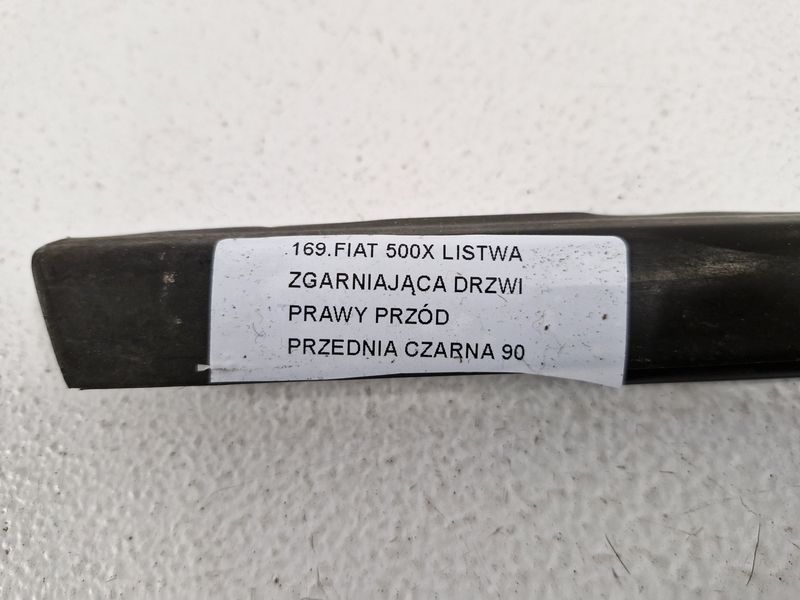 169.FIAT 500X LISTWA
ZGARNIAJĄCA DRZWI
PRAWY PRZÓD
PRZEDNIA CZARNA 90